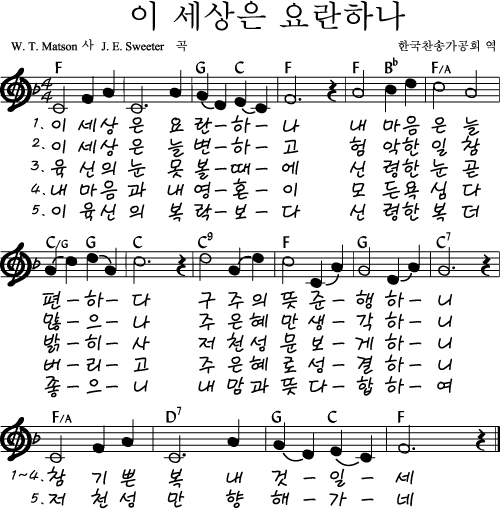 이 세상은 요란하나
W. T. Matson 사 J. E. Sweeter 곡 한국찬송가공회 역
F G C F F B♭ F/A
1. 이 세상 은 요 란-하- 나 내 마음 은 늘
2. 이 세상 은 늘 변-하- 고 험 악한 일 참
3. 육 신의 눈 못 볼-때- 에 신 령한 눈 곧
4. 내 마음 과 내 영-혼- 이 모 든욕 심 다
5. 이 육신 의 복 락-보- 다 신 령한 복 더
C/G G C C9 F G C7
편-하- 다 구 주의 뜻 준- 행 하- 니
많-으- 나 주 은혜 만 생- 각 하- 니
밝-히- 사 저 천성 문 보- 게 하- 니
버-리- 고 주 은혜 로 성- 결 하- 니
좋-으- 니 내 맘과 뜻 다- 합 하- 여
F/A D7 G C F
1~4. 참 기 쁜 복 내 것-일- 세
5. 저 천 성 만 향 해-가- 네